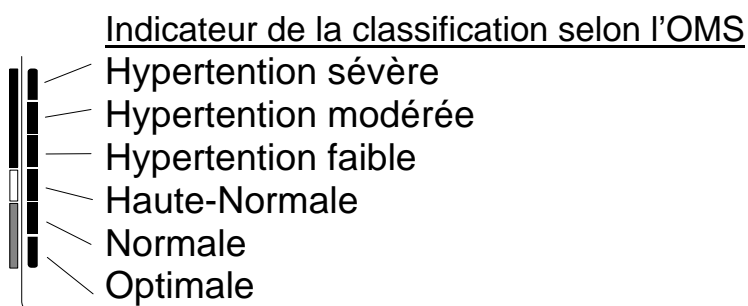 Indicateur de la classification selon l’OMS
Hypertention sévère
Hypertention modérée
Hypertention faible
Haute-Normale
Normale
Optimale